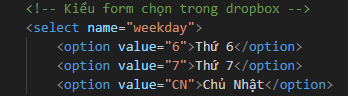 <!-- Kiểu form chọn trong dropbox -->
<select name="weekday">
<option value="6">Thứ 6</option>
<option value="7">Thứ 7</option>
<option value="CN">Chủ Nhật</option>